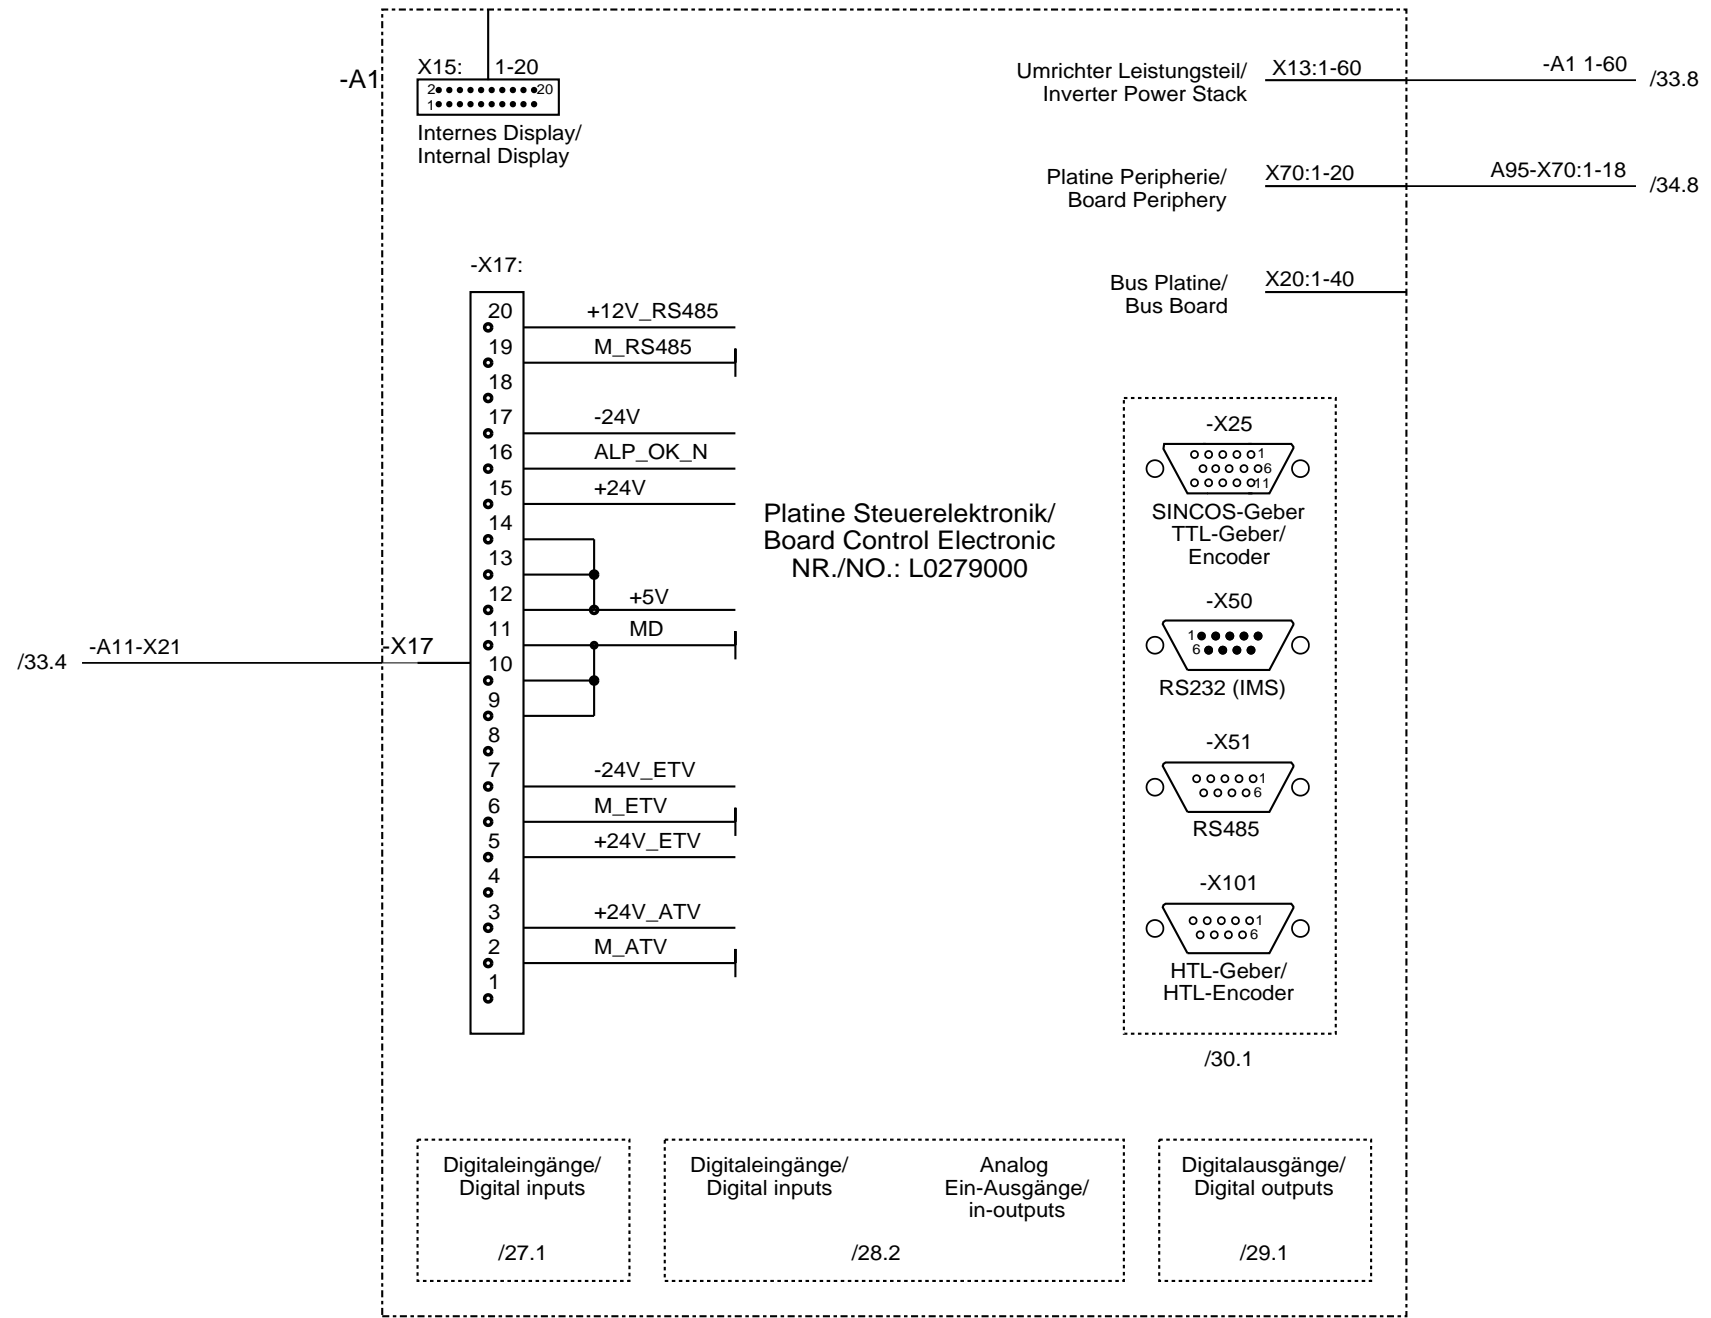 -A1
X15: 1-20
2 20
1
Internes Display/
Internal Display
Umrichter Leistungsteil/
Inverter Power Stack
X13:1-60
-A1 1-60
/33.8
Platine Peripherie/
Board Periphery
X70:1-20
A95-X70:1-18
/34.8
Bus Platine/
Bus Board
X20:1-40
-X17:
20 +12V_RS485
19 M_RS485
18
17 -24V
16 ALP_OK_N
15 +24V
14
13
12 +5V
11 MD
10
9
8
7 -24V_ETV
6 M_ETV
5 +24V_ETV
4
3 +24V_ATV
2 M_ATV
1
/33.4 -A11-X21 -X17
Platine Steuerelektronik/
Board Control Electronic
NR./NO.: L0279000
-X25
1
6
11
SINCOS-Geber
TTL-Geber/
Encoder
-X50
1
6
RS232 (IMS)
-X51
1
6
RS485
-X101
1
6
HTL-Geber/
HTL-Encoder
/30.1
Digitaleingänge/
Digital inputs
/27.1
Digitaleingänge/
Digital inputs
Analog
Ein-Ausgänge/
in-outputs
/28.2
Digitalausgänge/
Digital outputs
/29.1